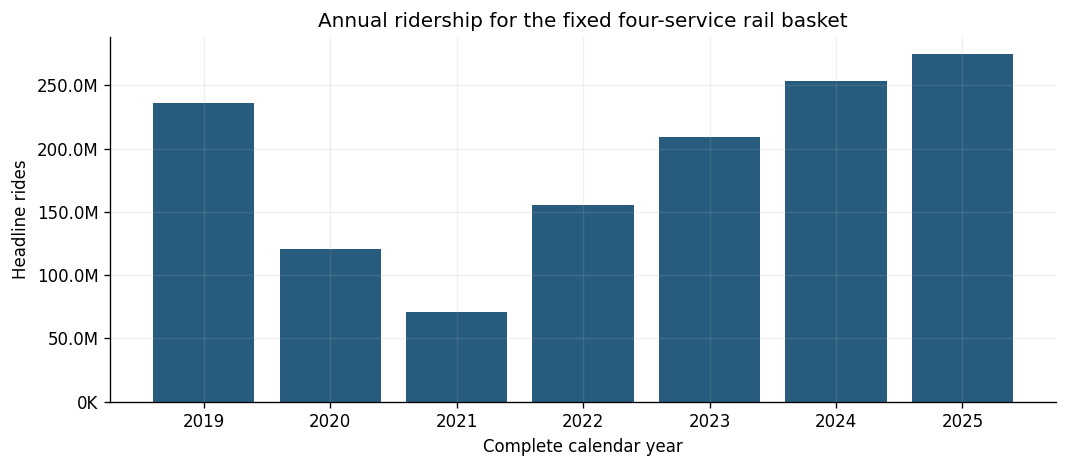 Annual ridership for the fixed four-service rail basket
Headline rides
250.0M
200.0M
150.0M
100.0M
50.0M
0K
2019 2020 2021 2022 2023 2024 2025
Complete calendar year